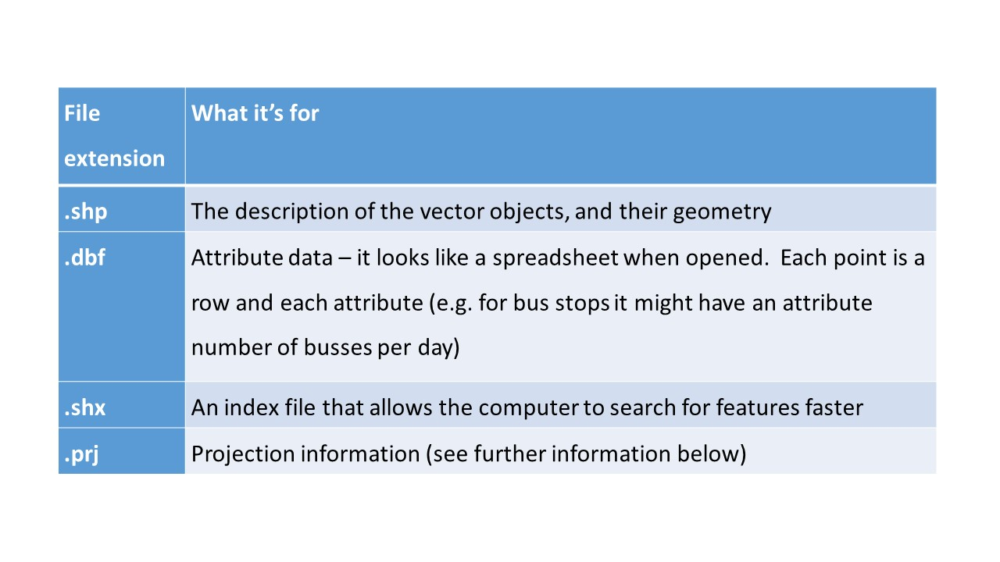 File
extension
What it’s for
.shp
The description of the vector objects, and their geometry
.dbf
Attribute data – it looks like a spreadsheet when opened.  Each point is a
row and each attribute (e.g. for bus stops it might have an attribute
number of busses per day)
.shx
An index file that allows the computer to search for features faster
.prj
Projection information (see further information below)